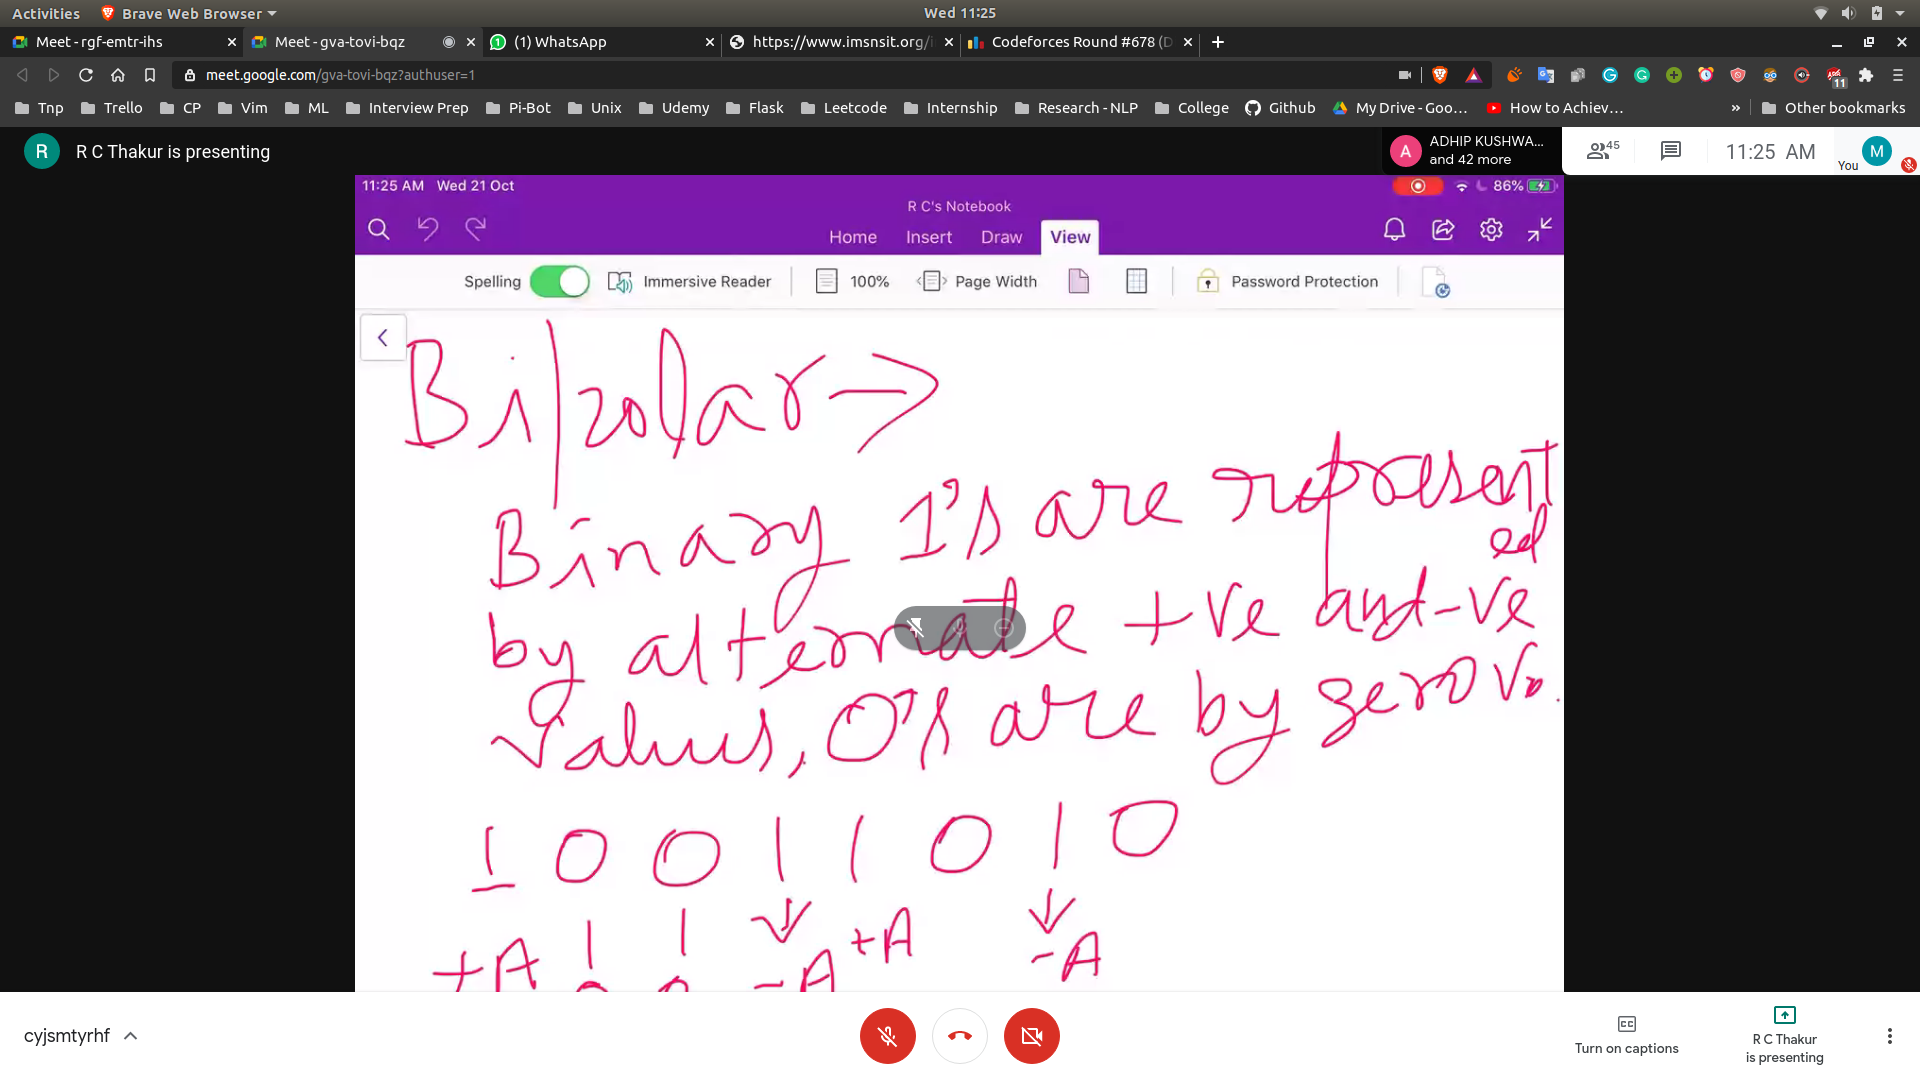 Activities Brave Web Browser Wed 11:25
Meet - rgf-emtr-ihs Meet - gva-tovi-bqz (1) WhatsApp https://www.imsnsit.org/ Codeforces Round #678 (D
meet.google.com/gva-tovi-bqz?authuser=1 11
Tnp Trello CP Vim ML Interview Prep Pi-Bot Unix Udemy Flask Leetcode Internship Research - NLP College Github My Drive - Goo... How to Achiev... » Other bookmarks
R R C Thakur is presenting A ADHIP KUSHWA... and 42 more 45 11:25 AM You M
11:25 AM Wed 21 Oct 86%
R C's Notebook
Home Insert Draw View
Spelling Immersive Reader 100% Page Width Password Protection
Bipolar →
Binary 1's are represent
ed
by alternate +ve and -ve
values, 0's are by zero V.
1 0 0 1 1 0 1 0
+A 0 0 -A +A -A
cyjsmtyrhf
Turn on captions
R C Thakur
is presenting